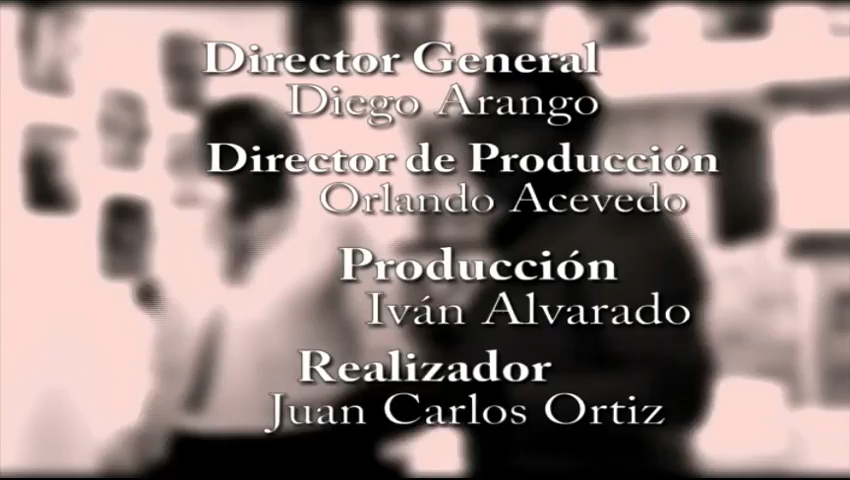 Director General
Diego Arango
Director de Producción
Orlando Acevedo
Producción
Iván Alvarado
Realizador
Juan Carlos Ortiz